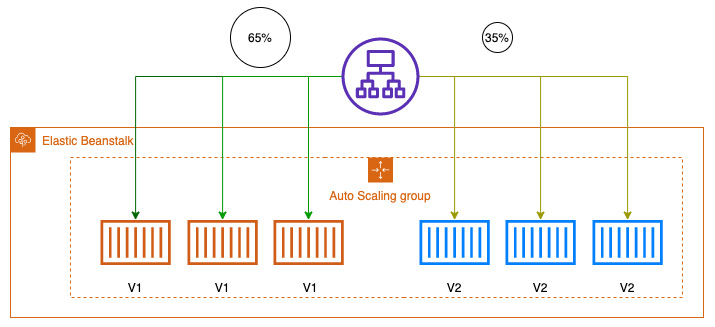 65%
35%
Elastic Beanstalk
Auto Scaling group
V1
V1
V1
V2
V2
V2